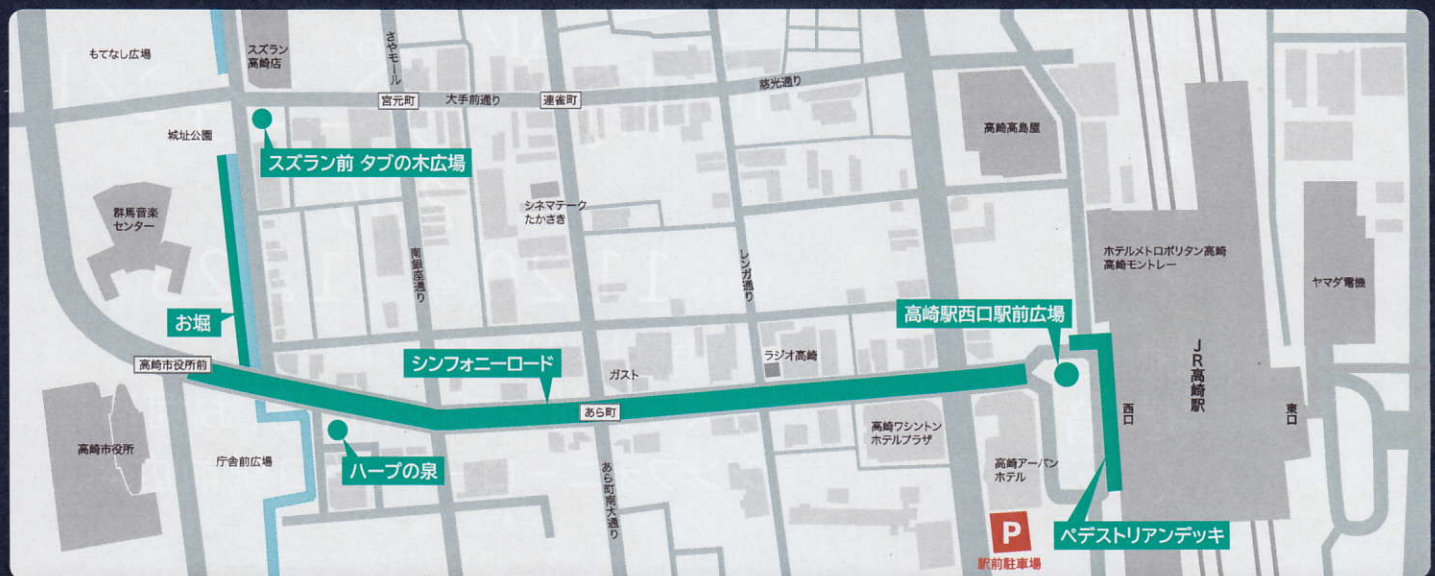 もてなし広場
スズラン
高崎店
さやモール
宮元町
大手前通り
連雀町
慈光通り
高崎高島屋
城址公園
スズラン前 タブの木広場
群馬音楽
センター
シネマテーク
たかさき
南銀座通り
レンガ通り
ホテルメトロポリタン高崎
高崎モントレー
ヤマダ電機
お堀
高崎駅西口駅前広場
高崎市役所前
シンフォニーロード
ガスト
ラジオ高崎
JR高崎駅
西口
東口
あら町
高崎市役所
庁舎前広場
ハープの泉
あら町南大通り
高崎ワシントン
ホテルプラザ
高崎アーバン
ホテル
P
駅前駐車場
ペデストリアンデッキ